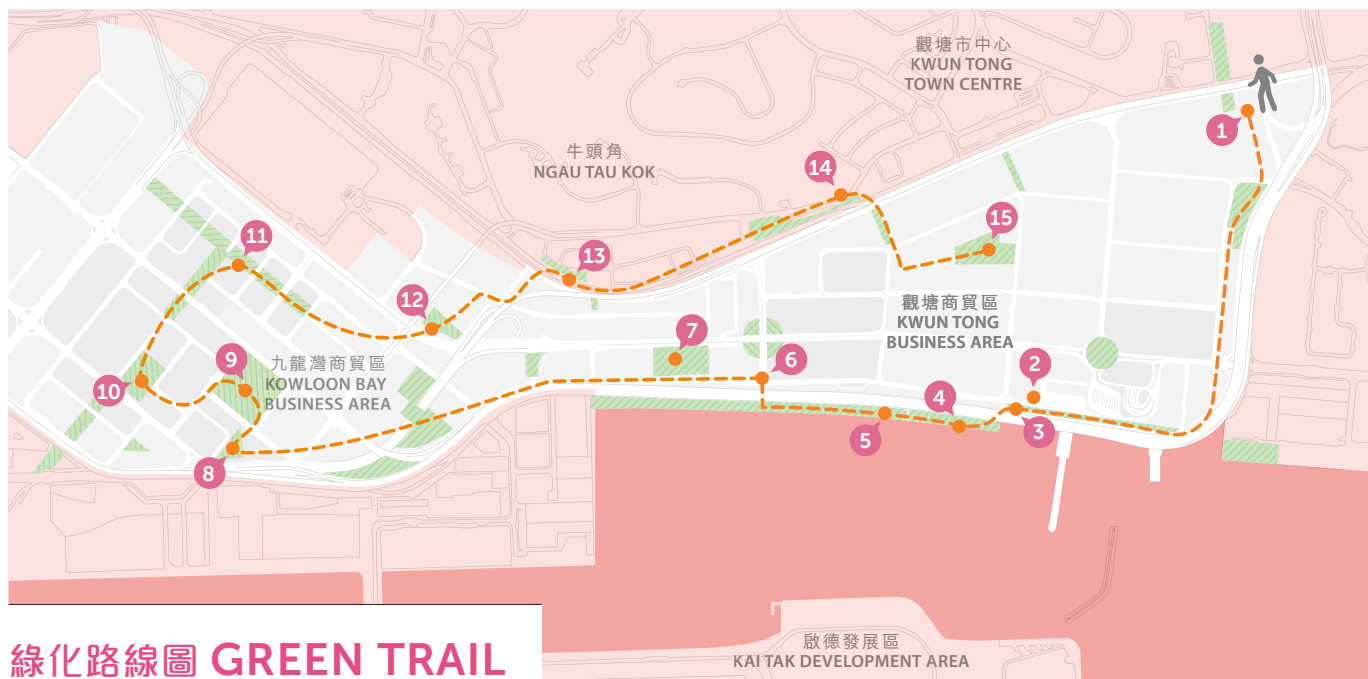 觀塘市中心
KWUN TONG
TOWN CENTRE
1
牛頭角
NGAU TAU KOK
14
15
11
13
12
觀塘商貿區
KWUN TONG
BUSINESS AREA
7
九龍灣商貿區
KOWLOON BAY
BUSINESS AREA
9
6
10
2
4
5
3
8
啟德發展區
KAI TAK DEVELOPMENT AREA
綠化路線圖 GREEN TRAIL